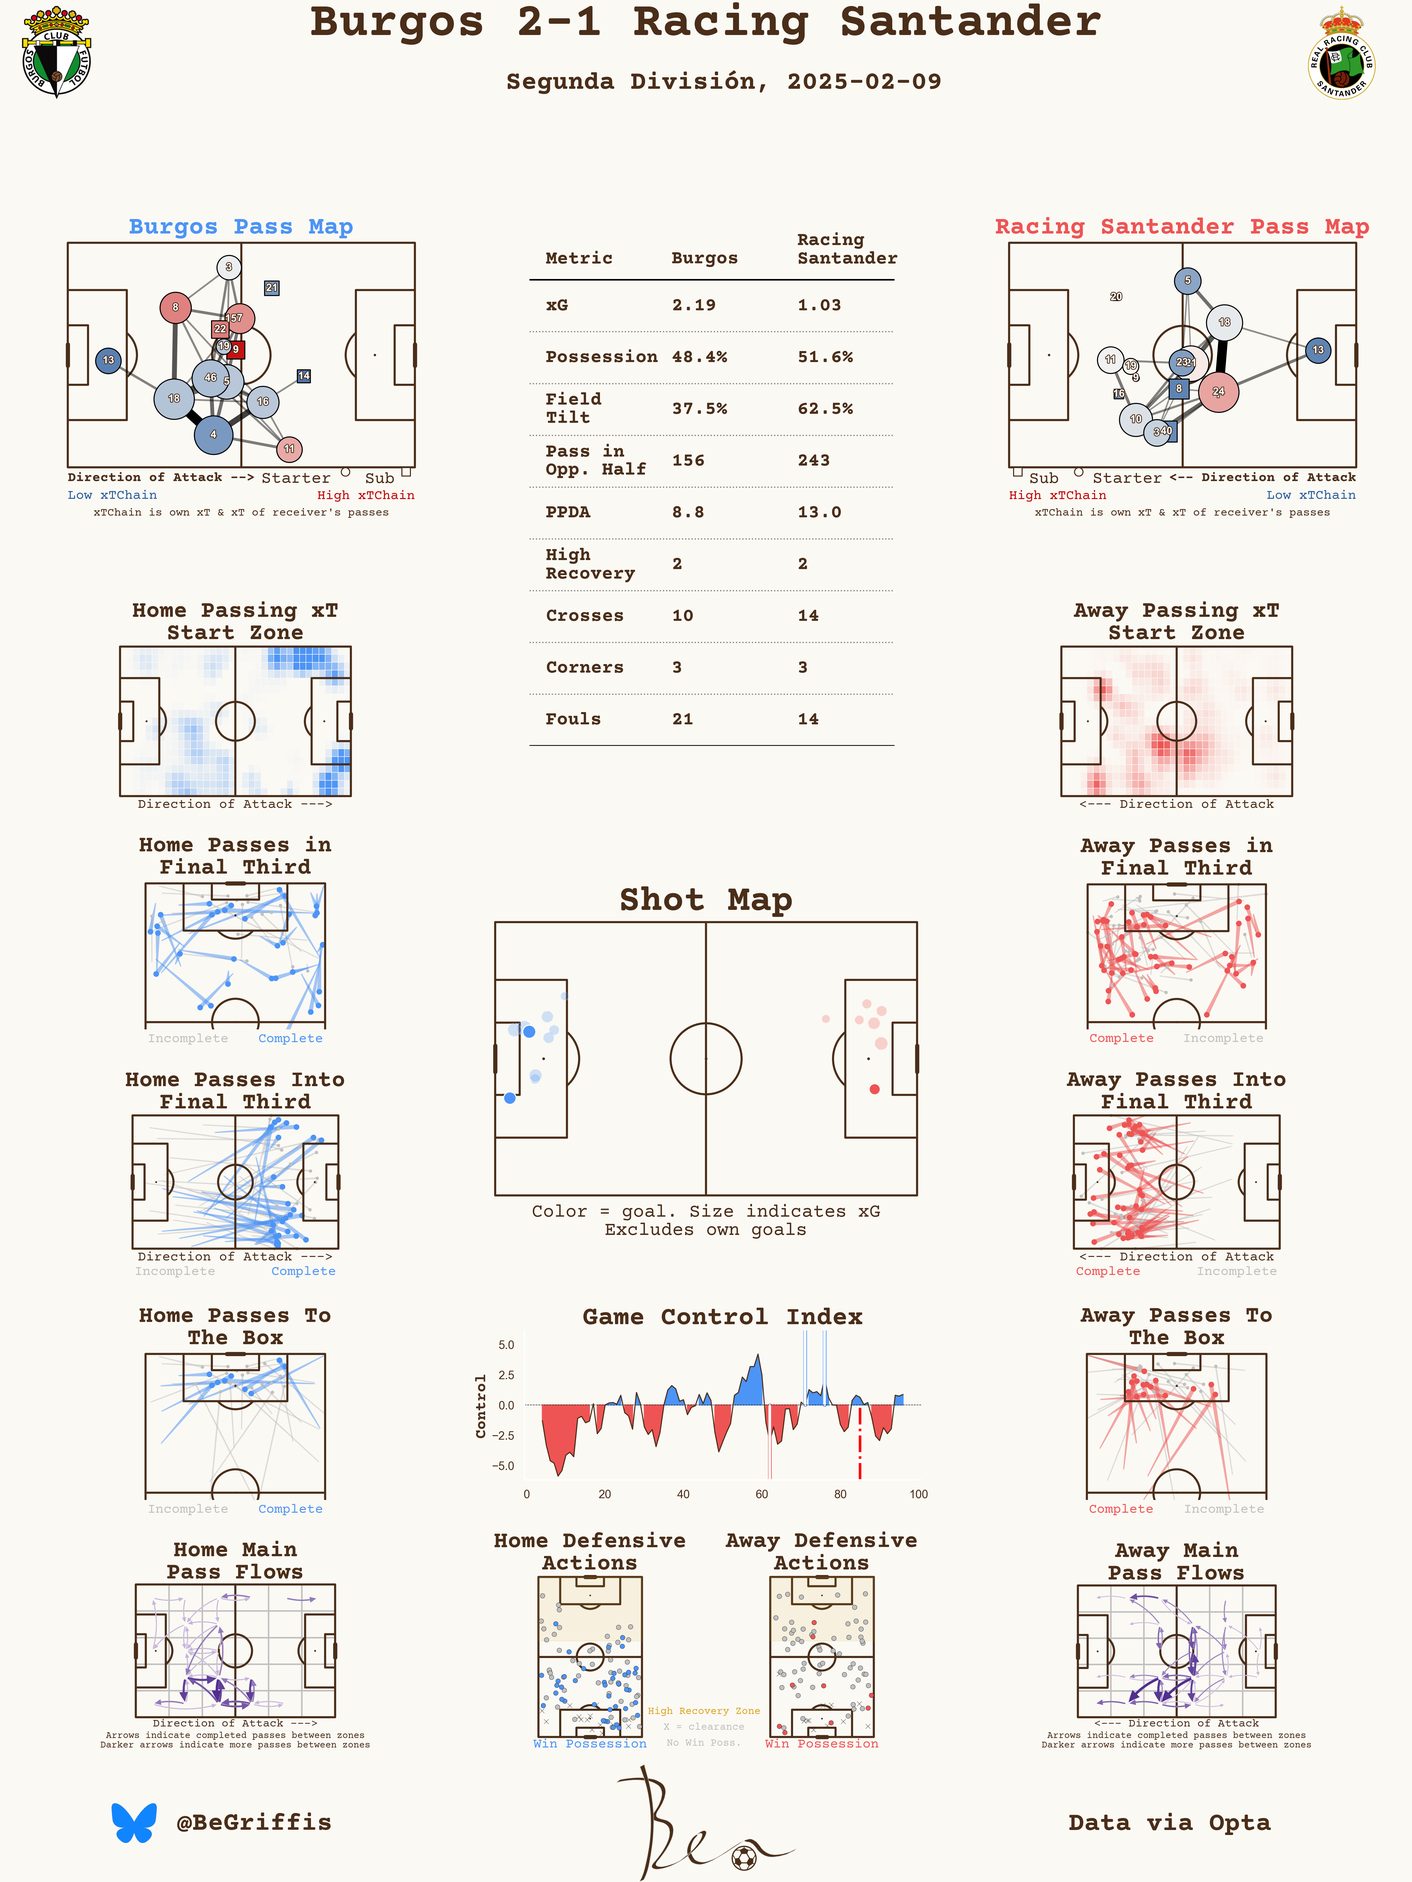 Burgos 2-1 Racing Santander
Segunda División, 2025-02-09
BURGOS CLUB FUTBOL
REAL RACING CLUB
SANTANDER
Burgos Pass Map
3
21
8
157
22
19
9
13
46
5
14
18
16
4
11
Direction of Attack --> Starter Sub
Low xTChain High xTChain
xTChain is own xT & xT of receiver's passes
Metric Burgos Racing Santander
xG 2.19 1.03
Possession 48.4% 51.6%
Field Tilt 37.5% 62.5%
Pass in Opp. Half 156 243
PPDA 8.8 13.0
High Recovery 2 2
Crosses 10 14
Corners 3 3
Fouls 21 14
Racing Santander Pass Map
5
20
18
13
11
19
9
23
21
16
8
24
10
3
40
Sub Starter <-- Direction of Attack
High xTChain Low xTChain
xTChain is own xT & xT of receiver's passes
Home Passing xT
Start Zone
Direction of Attack --->
Away Passing xT
Start Zone
<--- Direction of Attack
Home Passes in
Final Third
Incomplete Complete
Away Passes in
Final Third
Complete Incomplete
Shot Map
Color = goal. Size indicates xG
Excludes own goals
Home Passes Into
Final Third
Direction of Attack --->
Incomplete Complete
Away Passes Into
Final Third
<--- Direction of Attack
Complete Incomplete
Home Passes To
The Box
Incomplete Complete
Game Control Index
Control
5.0
2.5
0.0
−2.5
−5.0
0 20 40 60 80 100
Away Passes To
The Box
Complete Incomplete
Home Main
Pass Flows
Direction of Attack --->
Arrows indicate completed passes between zones
Darker arrows indicate more passes between zones
Home Defensive
Actions
Win Possession
High Recovery Zone
X = clearance
No Win Poss.
Away Defensive
Actions
Win Possession
Away Main
Pass Flows
<--- Direction of Attack
Arrows indicate completed passes between zones
Darker arrows indicate more passes between zones
@BeGriffis
Ben
Data via Opta